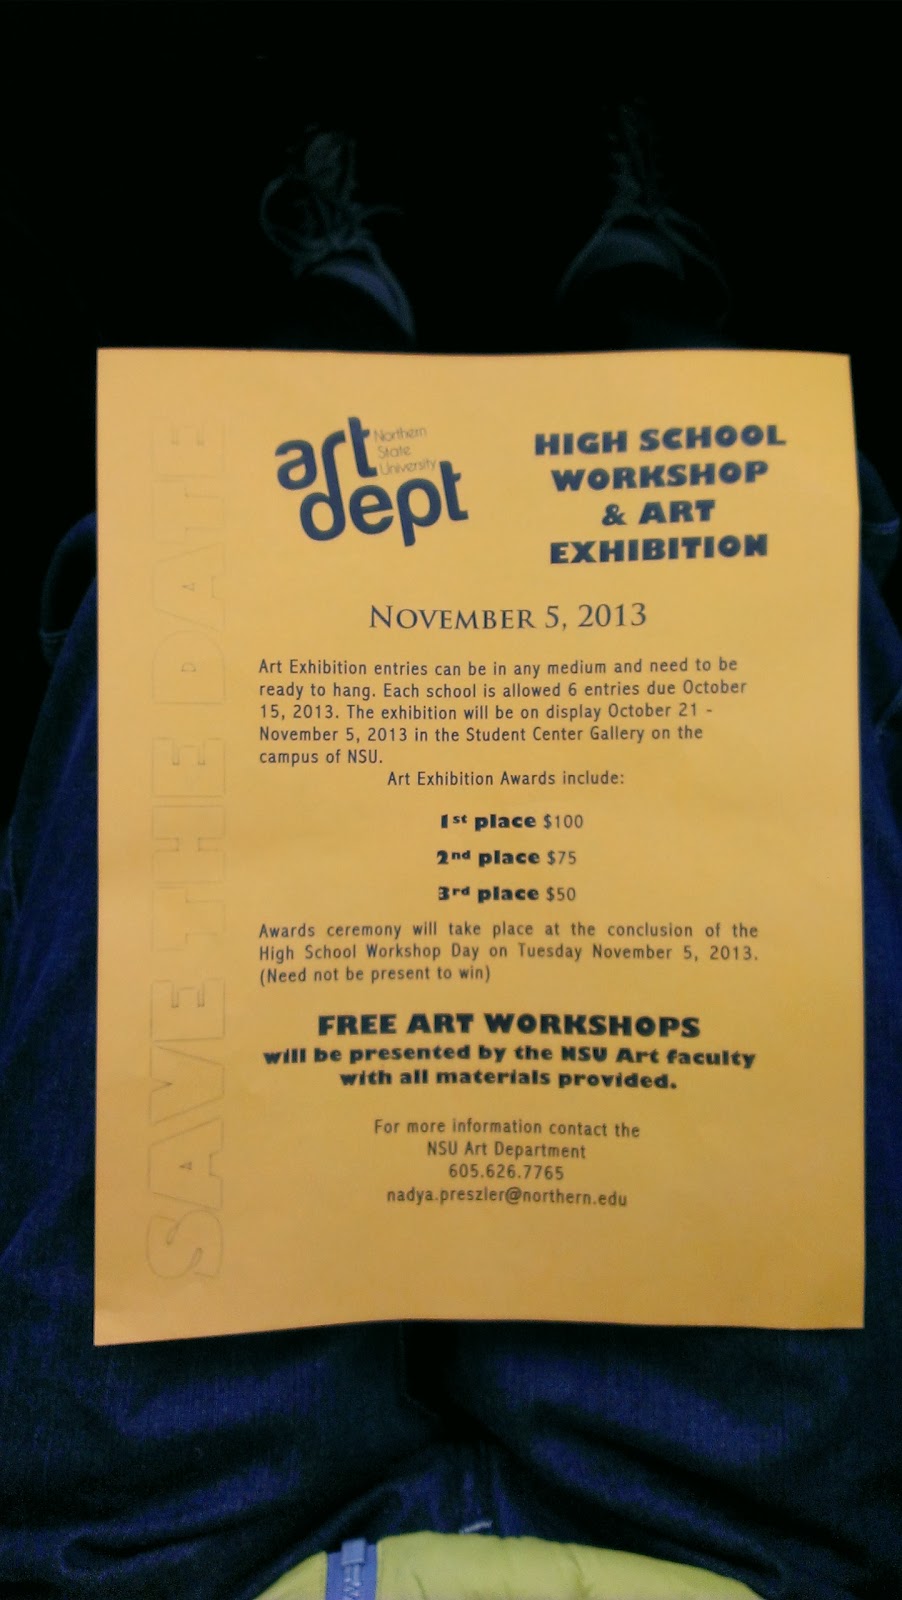 SAVE THE DATE
art
dept
Northern
State
University
HIGH SCHOOL
WORKSHOP
& ART
EXHIBITION
NOVEMBER 5, 2013
Art Exhibition entries can be in any medium and need to be
ready to hang. Each school is allowed 6 entries due October
15, 2013. The exhibition will be on display October 21 -
November 5, 2013 in the Student Center Gallery on the
campus of NSU.
Art Exhibition Awards include:
1st place $100
2nd place $75
3rd place $50
Awards ceremony will take place at the conclusion of the
High School Workshop Day on Tuesday November 5, 2013.
(Need not be present to win)
FREE ART WORKSHOPS
will be presented by the NSU Art faculty
with all materials provided.
For more information contact the
NSU Art Department
605.626.7765
nadya.preszler@northern.edu